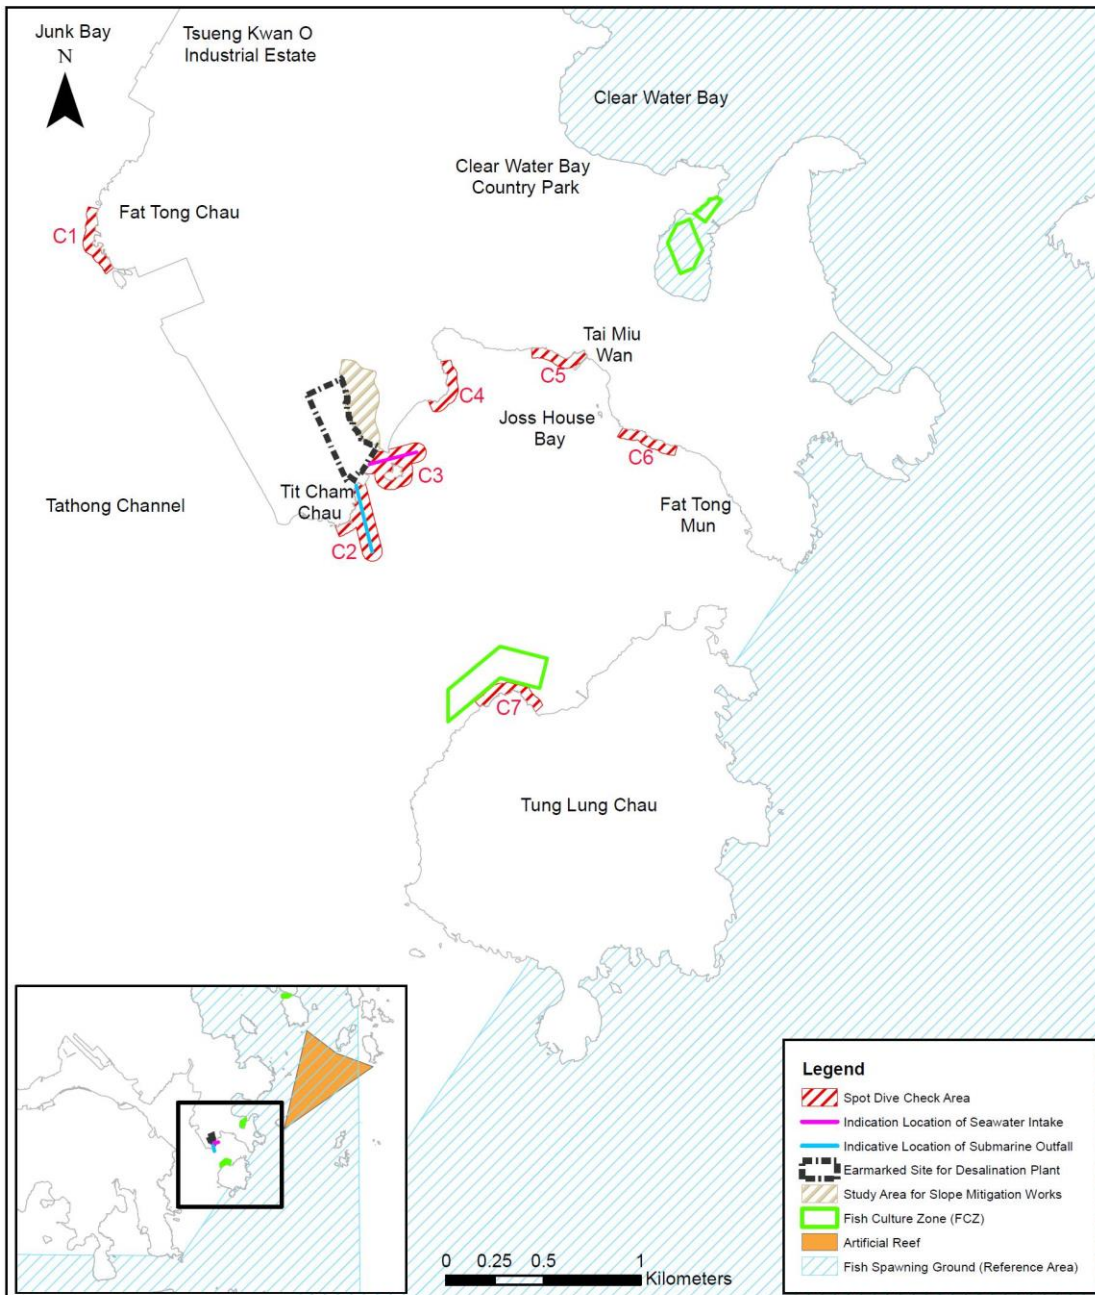 Junk Bay
N
Tsueng Kwan O
Industrial Estate
Clear Water Bay
Clear Water Bay
Country Park
Fat Tong Chau
C1
Tai Miu
Wan
C5
C4
Joss House
Bay
C6
C3
Tit Cham
Chau
Tathong Channel
Fat Tong
Mun
C2
C7
Tung Lung Chau
Legend
Spot Dive Check Area
Indication Location of Seawater Intake
Indicative Location of Submarine Outfall
Earmarked Site for Desalination Plant
Study Area for Slope Mitigation Works
Fish Culture Zone (FCZ)
Artificial Reef
Fish Spawning Ground (Reference Area)
0 0.25 0.5 1
Kilometers